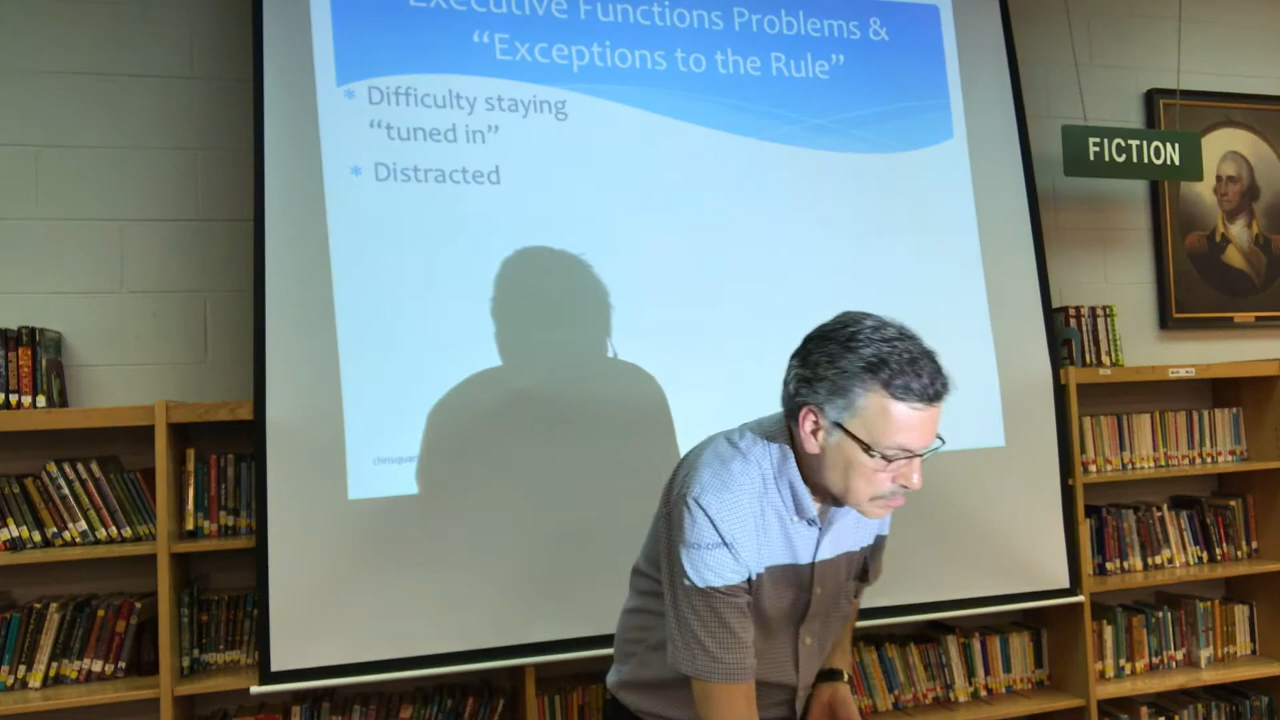 Executive Functions Problems &
“Exceptions to the Rule”
* Difficulty staying
“tuned in”
* Distracted
FICTION